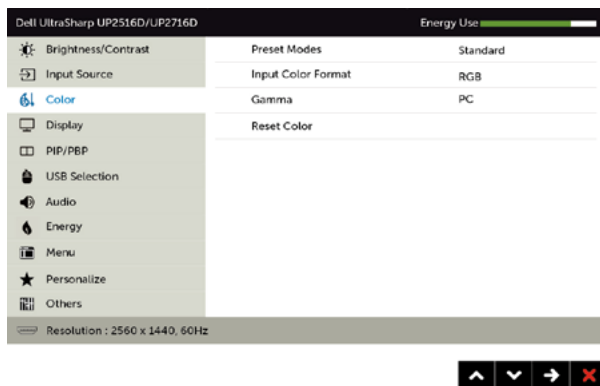 Dell UltraSharp UP2516D/UP2716D Energy Use
Brightness/Contrast Preset Modes Standard
Input Source Input Color Format RGB
Color Gamma PC
Display Reset Color
PIP/PBP
USB Selection
Audio
Energy
Menu
Personalize
Others
Resolution : 2560 x 1440, 60Hz